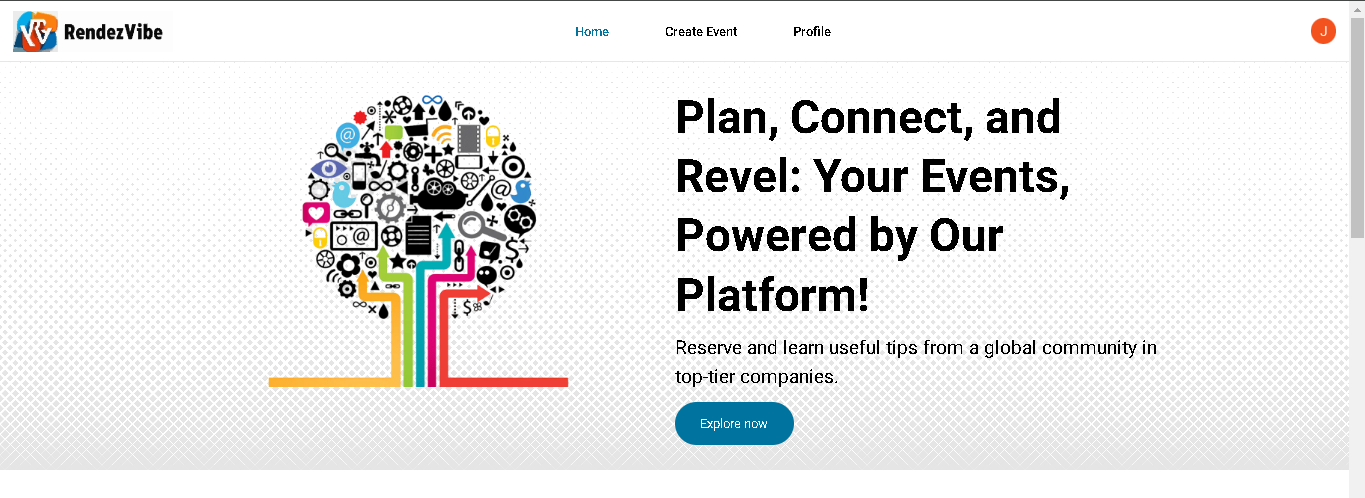 RendezVibe
Home
Create Event
Profile
J
Plan, Connect, and
Revel: Your Events,
Powered by Our
Platform!
Reserve and learn useful tips from a global community in
top-tier companies.
Explore now